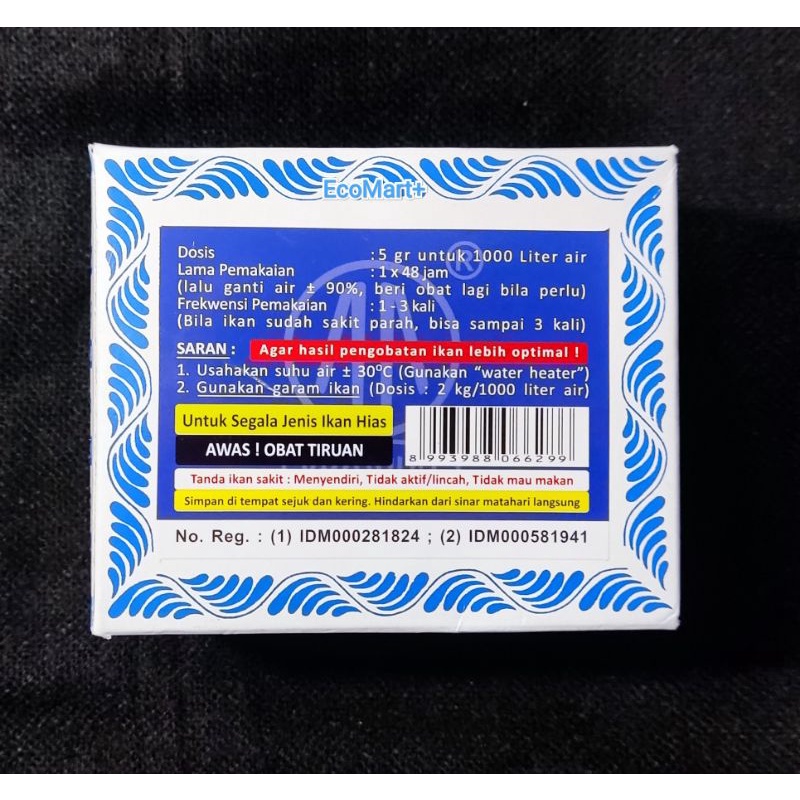 EcoMart+
Dosis : 5 gr untuk 1000 Liter air
Lama Pemakaian : 1 x 48 jam
(lalu ganti air ± 90%, beri obat lagi bila perlu)
Frekwensi Pemakaian : 1 - 3 kali
(Bila ikan sudah sakit parah, bisa sampai 3 kali)
SARAN : Agar hasil pengobatan ikan lebih optimal !
1. Usahakan suhu air ± 30°C (Gunakan “water heater”)
2. Gunakan garam ikan (Dosis : 2 kg/1000 liter air)
Untuk Segala Jenis Ikan Hias
AWAS ! OBAT TIRUAN
8 993988 066299
Tanda ikan sakit : Menyendiri, Tidak aktif/lincah, Tidak mau makan
Simpan di tempat sejuk dan kering. Hindarkan dari sinar matahari langsung
No. Reg. : (1) IDM000281824 ; (2) IDM000581941